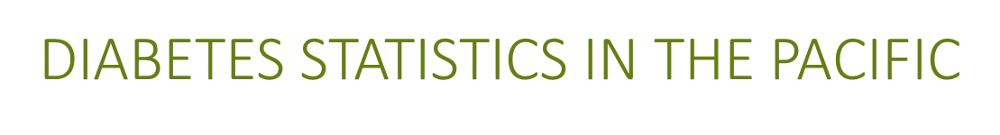 DIABETES STATISTICS IN THE PACIFIC